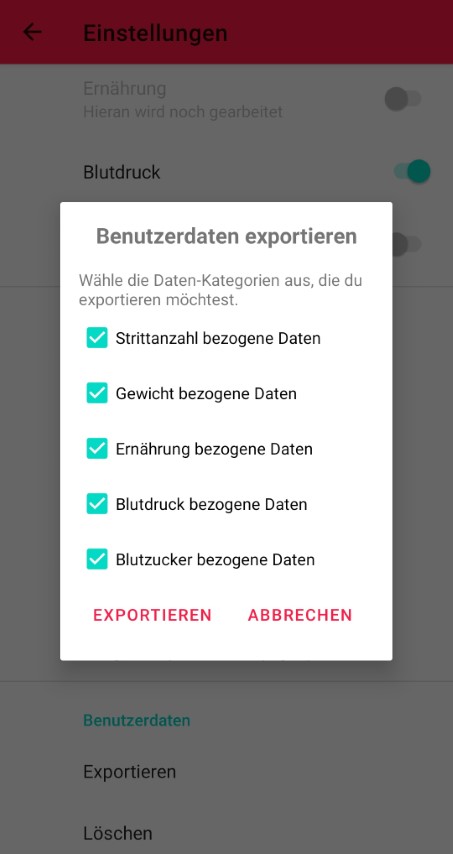 Einstellungen
Ernährung
Hieran wird noch gearbeitet
Blutdruck
Benutzerdaten exportieren
Wähle die Daten-Kategorien aus, die du
exportieren möchtest.
Strittanzahl bezogene Daten
Gewicht bezogene Daten
Ernährung bezogene Daten
Blutdruck bezogene Daten
Blutzucker bezogene Daten
EXPORTIEREN ABBRECHEN
Benutzerdaten
Exportieren
Löschen